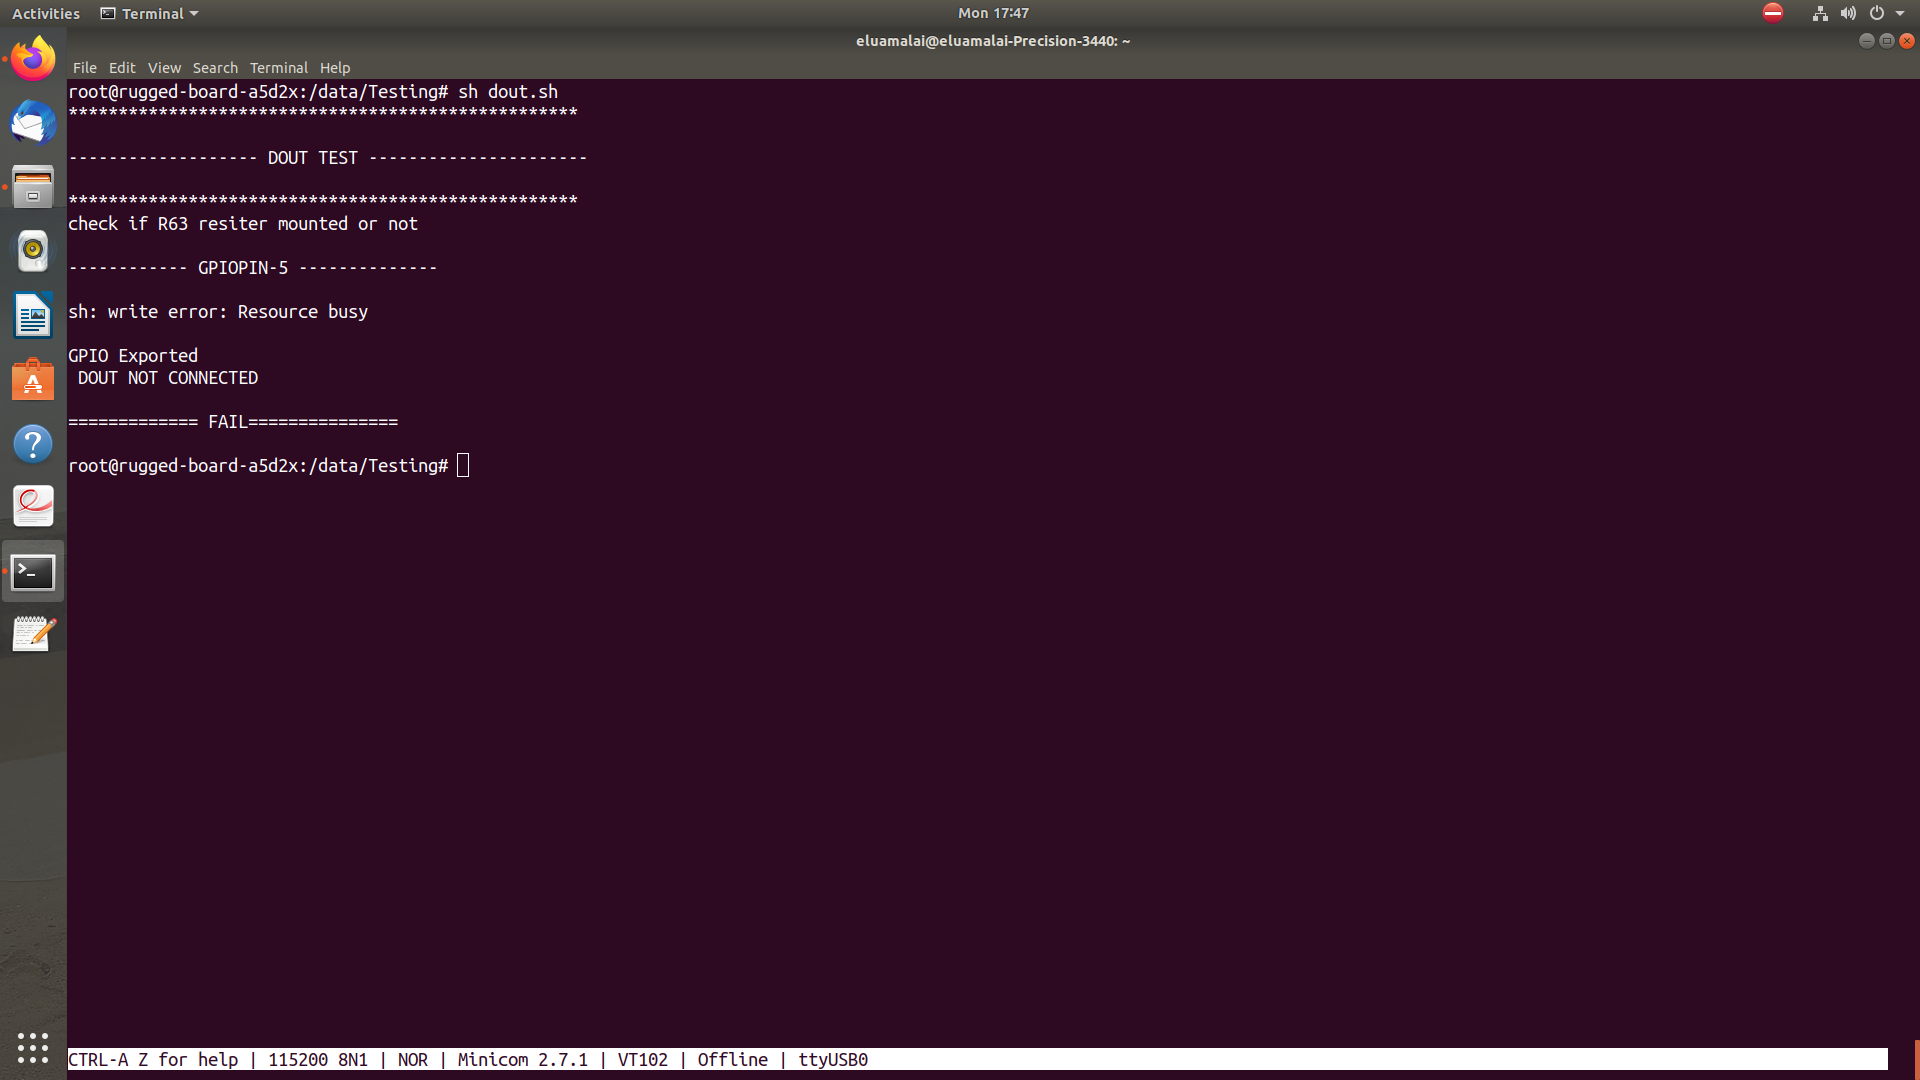 Activities Terminal Mon 17:47
eluamalai@eluamalai-Precision-3440: ~
File Edit View Search Terminal Help
root@rugged-board-a5d2x:/data/Testing# sh dout.sh
***************************************************
------------------- DOUT TEST ----------------------
***************************************************
check if R63 resiter mounted or not
------------ GPIOPIN-5 --------------
sh: write error: Resource busy
GPIO Exported
DOUT NOT CONNECTED
============= FAIL===============
root@rugged-board-a5d2x:/data/Testing#
CTRL-A Z for help | 115200 8N1 | NOR | Minicom 2.7.1 | VT102 | Offline | ttyUSB0